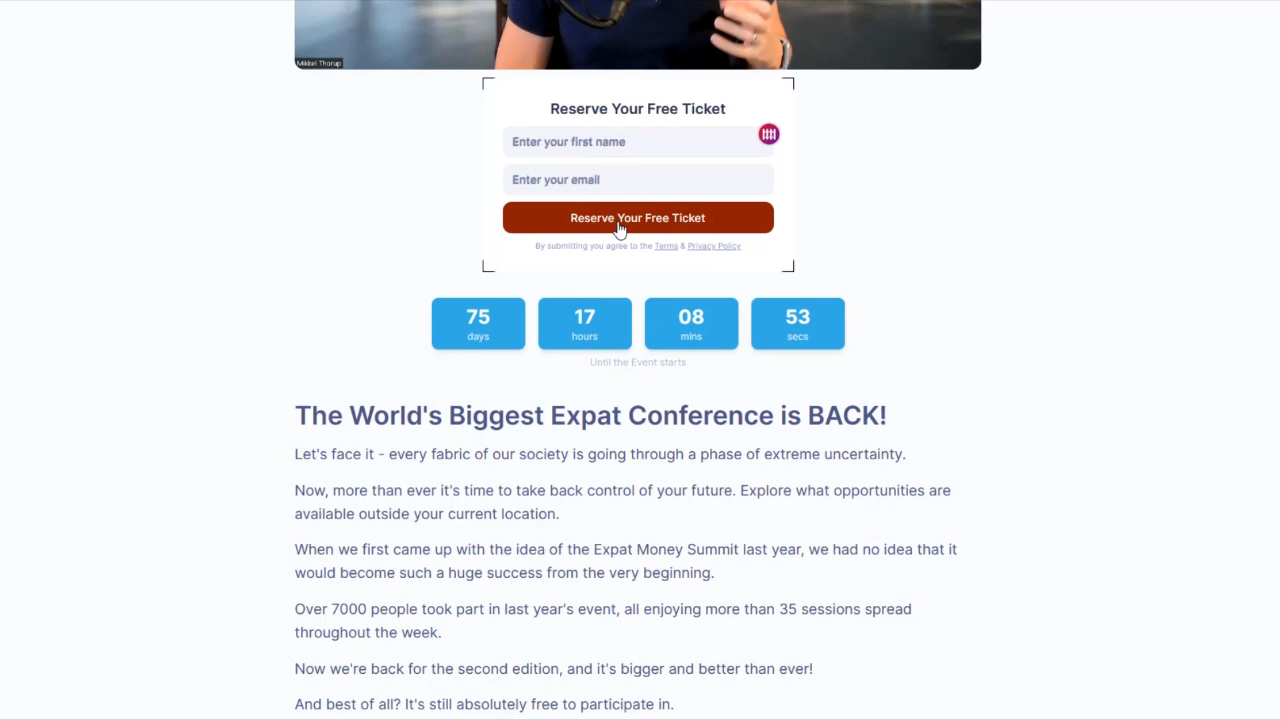 Mikkel Thorup
Reserve Your Free Ticket
Enter your first name
Enter your email
Reserve Your Free Ticket
By submitting you agree to the Terms & Privacy Policy
75 17 08 53
days hours mins secs
Until the Event starts
The World's Biggest Expat Conference is BACK!
Let's face it - every fabric of our society is going through a phase of extreme uncertainty.
Now, more than ever it's time to take back control of your future. Explore what opportunities are
available outside your current location.
When we first came up with the idea of the Expat Money Summit last year, we had no idea that it
would become such a huge success from the very beginning.
Over 7000 people took part in last year's event, all enjoying more than 35 sessions spread
throughout the week.
Now we're back for the second edition, and it's bigger and better than ever!
And best of all? It's still absolutely free to participate in.